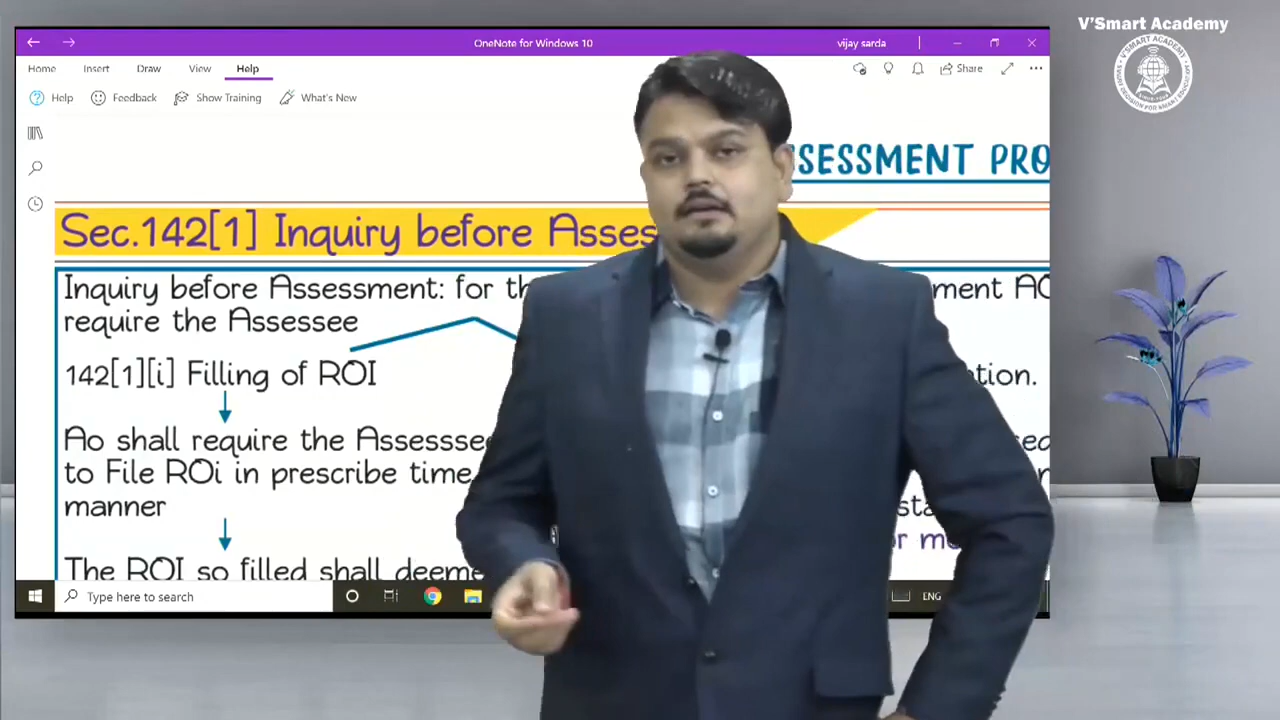 V'Smart Academy
OneNote for Windows 10
vijay sarda
Home Insert Draw View Help
Share
Help Feedback Show Training What's New
SESSMENT PRO
Sec.142[1] Inquiry before Asses
Inquiry before Assessment: for th ment AO
require the Assessee
142[1][i] Filling of ROI tion.
Ao shall require the Assesssee
to File ROi in prescribe time,
manner
or
The ROI so filled shall deeme
Type here to search
ENG